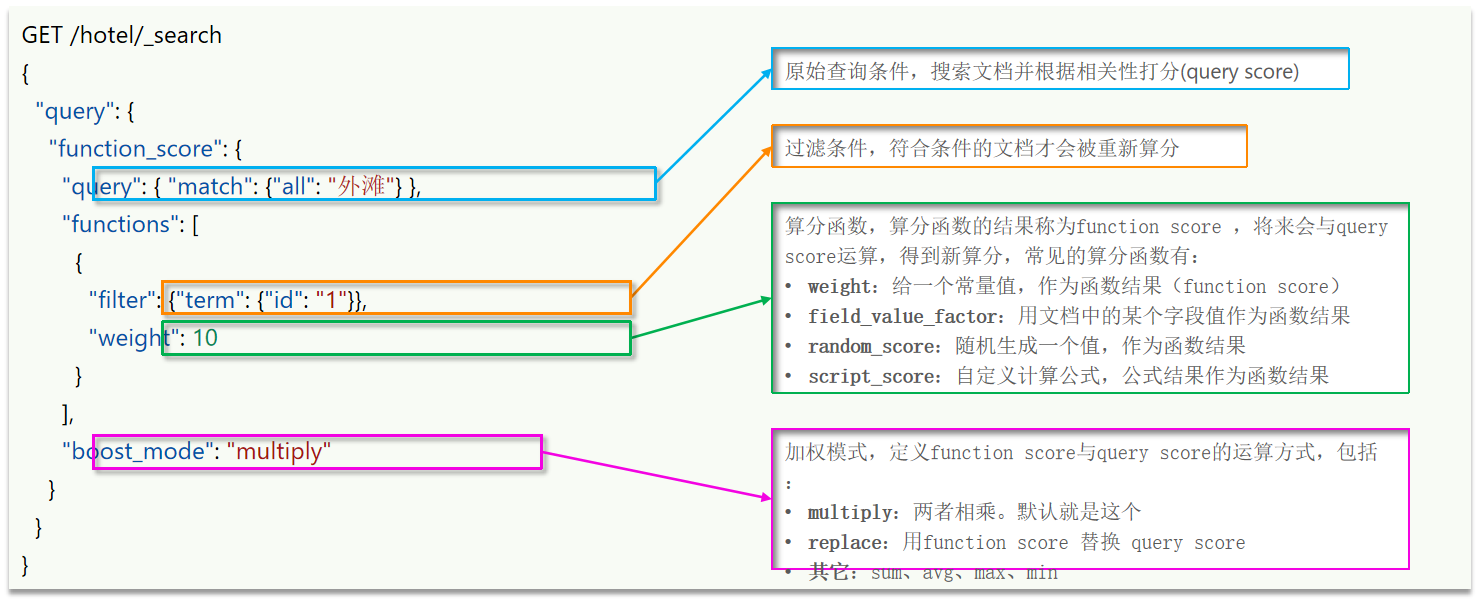 GET /hotel/_search
{
"query": {
"function_score": {
"query": { "match": {"all": "外滩"} },
"functions": [
{
"filter": {"term": {"id": "1"}},
"weight": 10
}
],
"boost_mode": "multiply"
}
}
}
原始查询条件，搜索文档并根据相关性打分(query score)
过滤条件，符合条件的文档才会被重新算分
算分函数，算分函数的结果称为function score ，将来会与query
score运算，得到新算分，常见的算分函数有：
• weight：给一个常量值，作为函数结果（function score）
• field_value_factor：用文档中的某个字段值作为函数结果
• random_score：随机生成一个值，作为函数结果
• script_score：自定义计算公式，公式结果作为函数结果
加权模式，定义function score与query score的运算方式，包括
：
• multiply：两者相乘。默认就是这个
• replace：用function score 替换 query score
• 其它：sum、avg、max、min